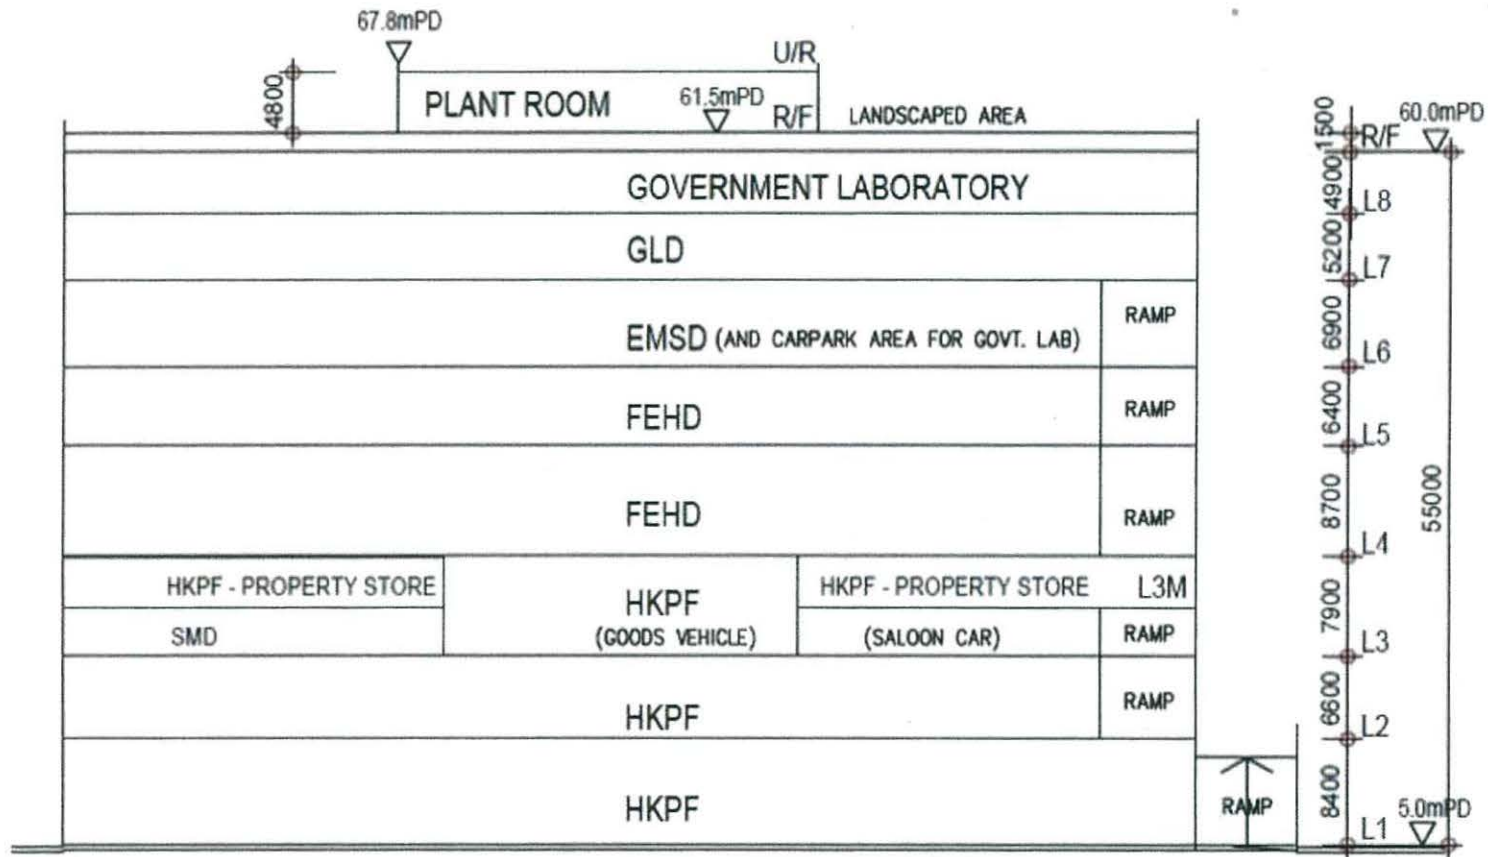 67.8mPD
U/R
4800
PLANT ROOM
61.5mPD
R/F
LANDSCAPED AREA
1500
R/F
60.0mPD
GOVERNMENT LABORATORY
4900
L8
GLD
5200
L7
EMSD (AND CARPARK AREA FOR GOVT. LAB)
RAMP
6900
L6
FEHD
RAMP
6400
L5
FEHD
RAMP
8700
55000
L4
HKPF - PROPERTY STORE
HKPF
(GOODS VEHICLE)
HKPF - PROPERTY STORE
L3M
7900
SMD
(SALOON CAR)
RAMP
L3
HKPF
RAMP
6600
L2
HKPF
RAMP
8400
L1
5.0mPD